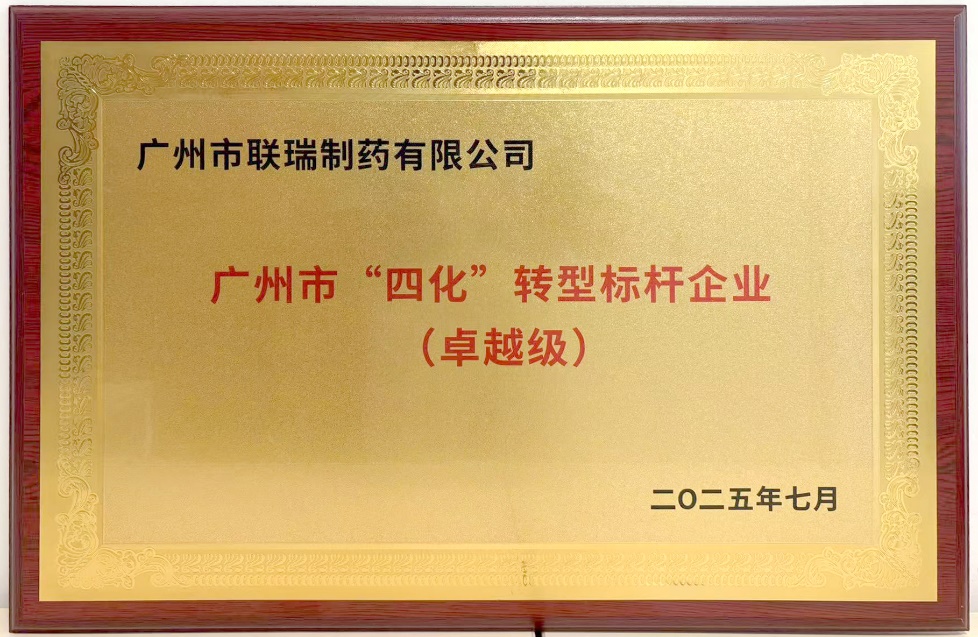 广州市联瑞制药有限公司
广州市“四化”转型标杆企业
（卓越级）
二〇二五年七月